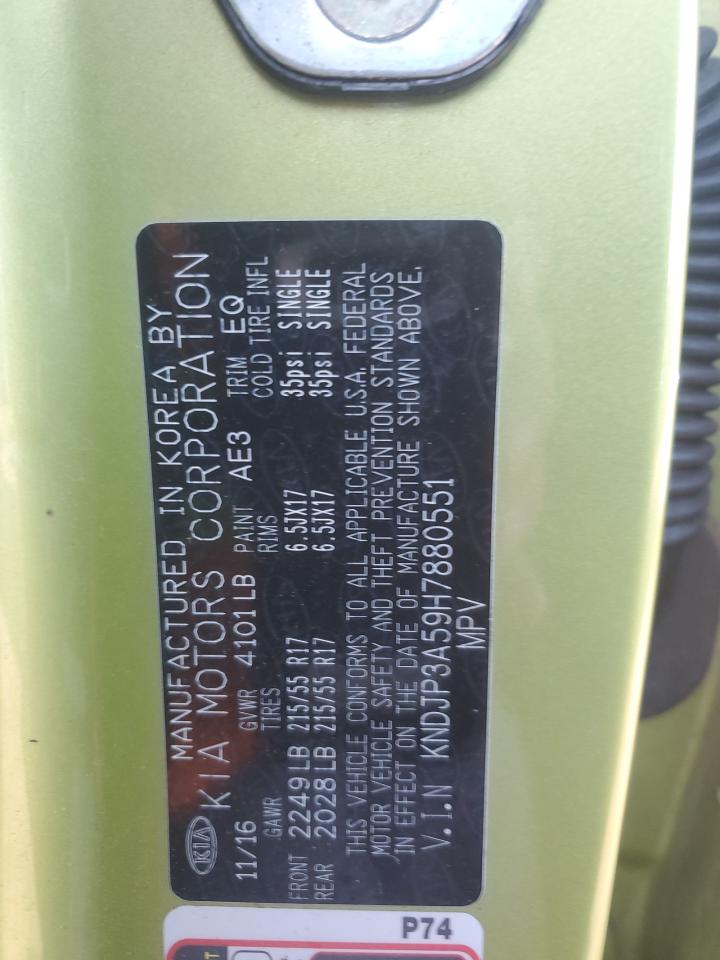 MANUFACTURED IN KOREA BY
KIA KIA MOTORS CORPORATION
11/16 GVWR 4101LB PAINT AE3 TRIM EQ
GAWR TIRES RIMS COLD TIRE INFL
FRONT 2249LB 215/55 R17 6.5JX17 35psi SINGLE
REAR 2028LB 215/55 R17 6.5JX17 35psi SINGLE
THIS VEHICLE CONFORMS TO ALL APPLICABLE U.S.A. FEDERAL
MOTOR VEHICLE SAFETY AND THEFT PREVENTION STANDARDS
IN EFFECT ON THE DATE OF MANUFACTURE SHOWN ABOVE.
V.I.N KNDJP3A59H7880551
MPV
P74